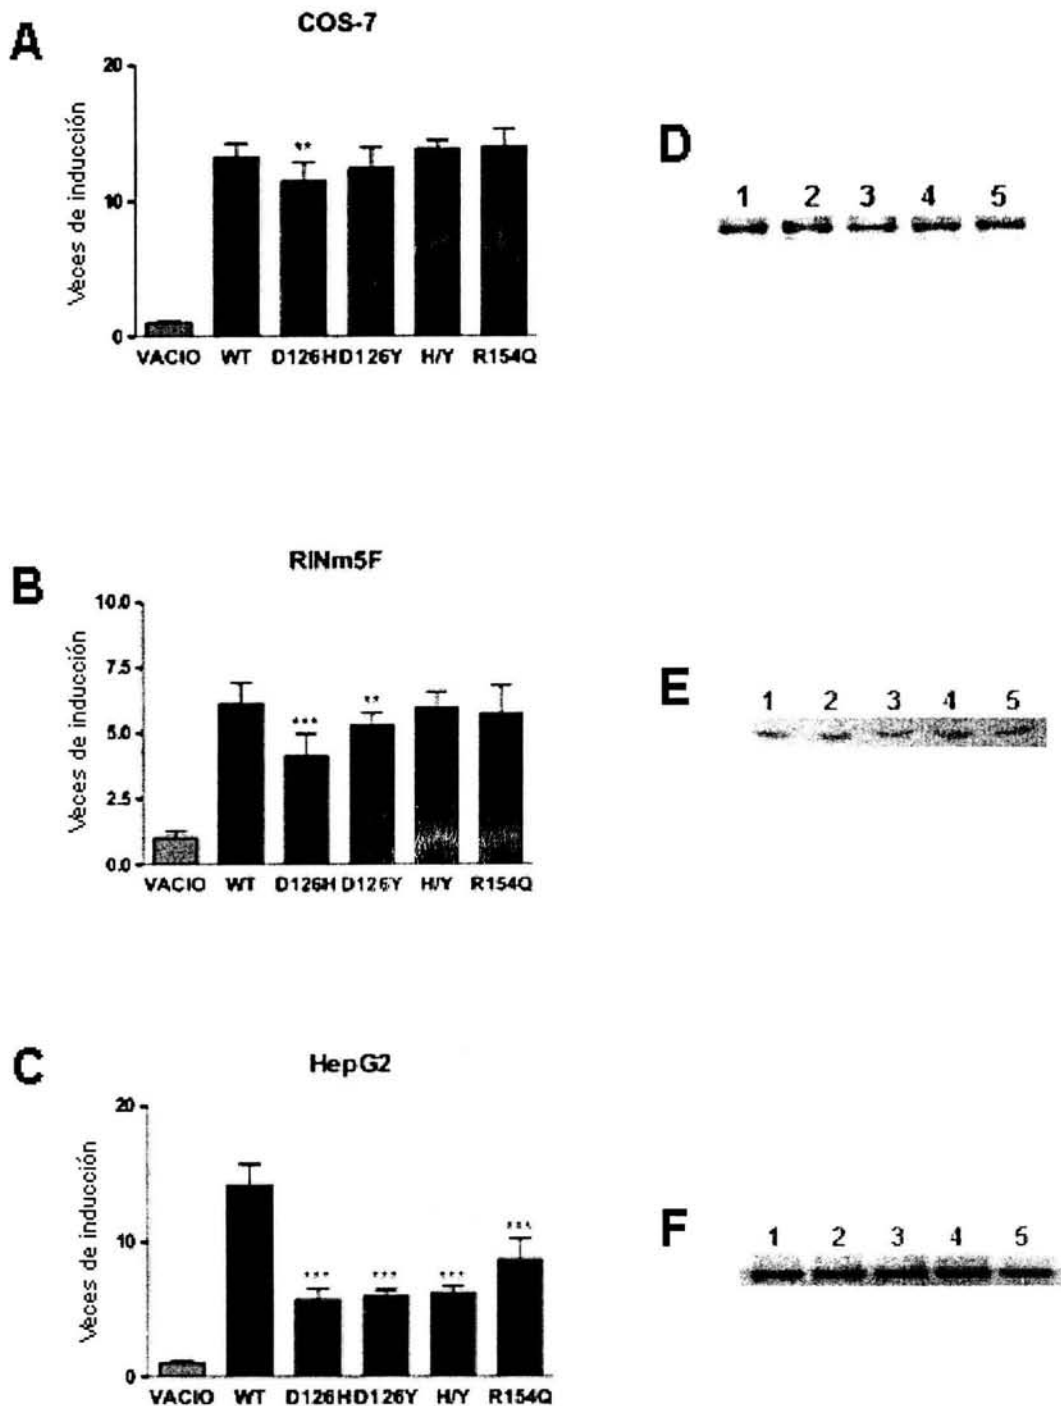 A
COS-7
Veces de inducción
20
10
0
VACIO WT D126H D126Y H/Y R154Q
**
D
1 2 3 4 5
B
RINm5F
Veces de inducción
10.0
7.5
5.0
2.5
0.0
*** **
VACIO WT D126H D126Y H/Y R154Q
E
1 2 3 4 5
C
HepG2
Veces de inducción
20
10
0
*** *** *** ***
VACIO WT D126H D126Y H/Y R154Q
F
1 2 3 4 5